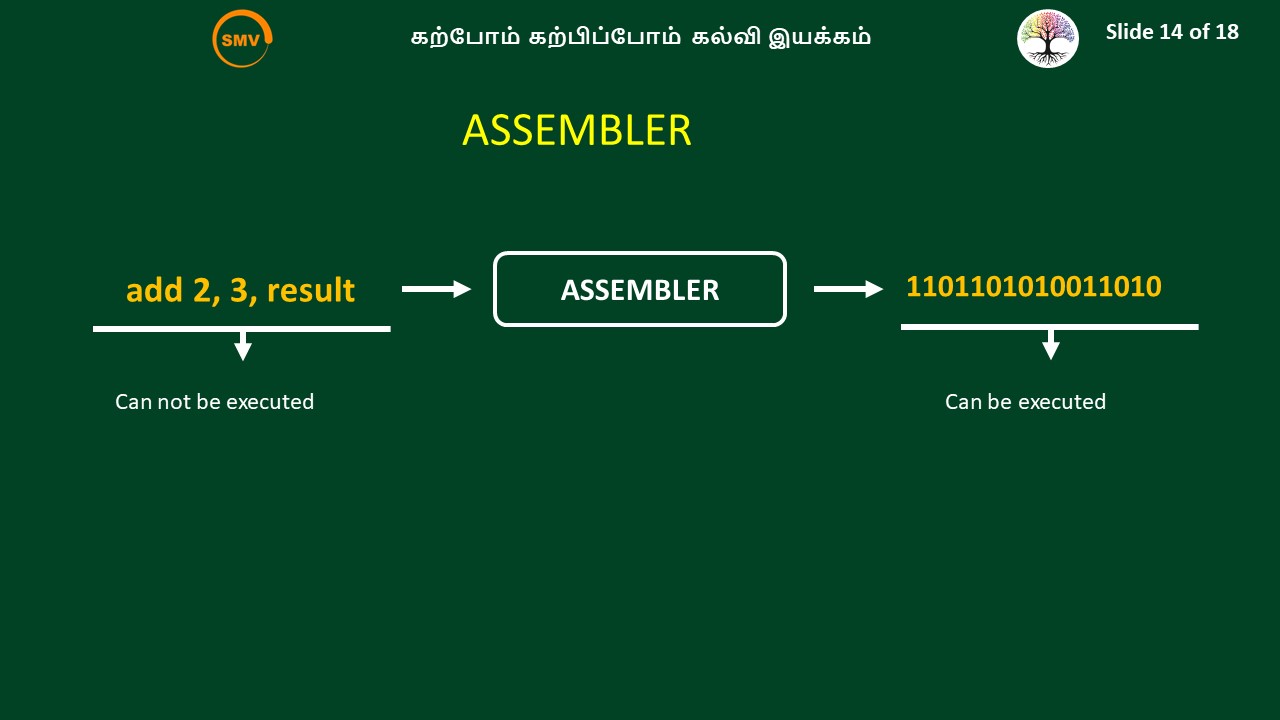 SMV
கற்போம் கற்பிப்போம் கல்வி இயக்கம்
Slide 14 of 18
ASSEMBLER
add 2, 3, result
ASSEMBLER
1101101010011010
Can not be executed
Can be executed